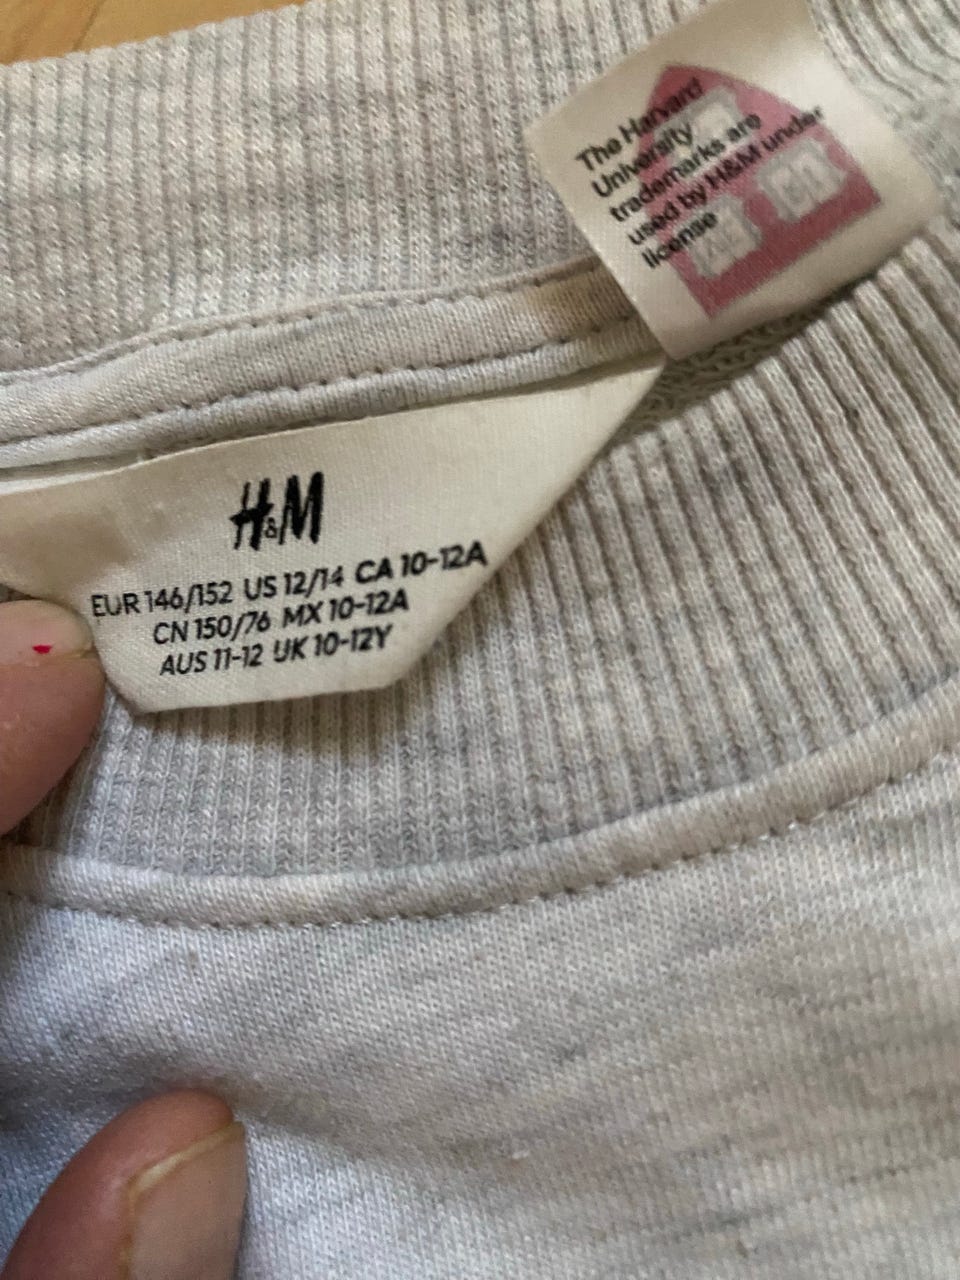 The Harvard
University
trademarks are
used by H&M under
license
H&M
EUR 146/152 US 12/14 CA 10-12A
CN 150/76 MX 10-12A
AUS 11-12 UK 10-12Y